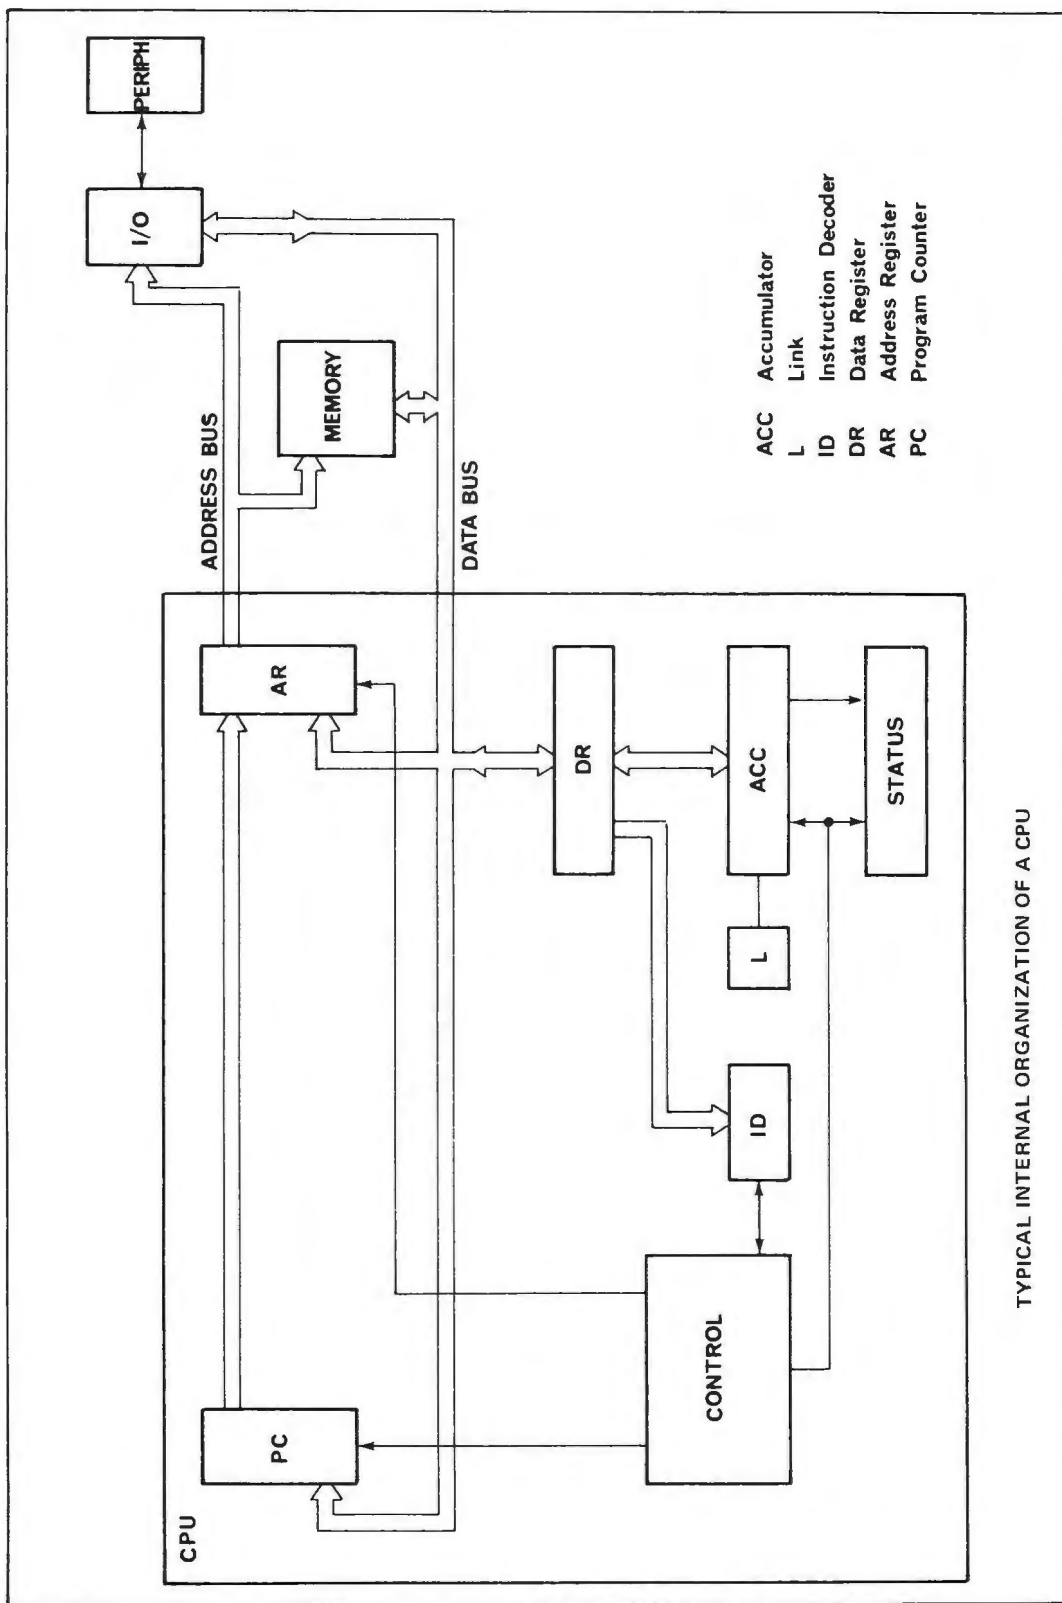 CPU
PC
AR
ADDRESS BUS
I/O
PERIPH
MEMORY
DATA BUS
DR
CONTROL
ID
L
ACC
STATUS
ACC Accumulator
L Link
ID Instruction Decoder
DR Data Register
AR Address Register
PC Program Counter
TYPICAL INTERNAL ORGANIZATION OF A CPU